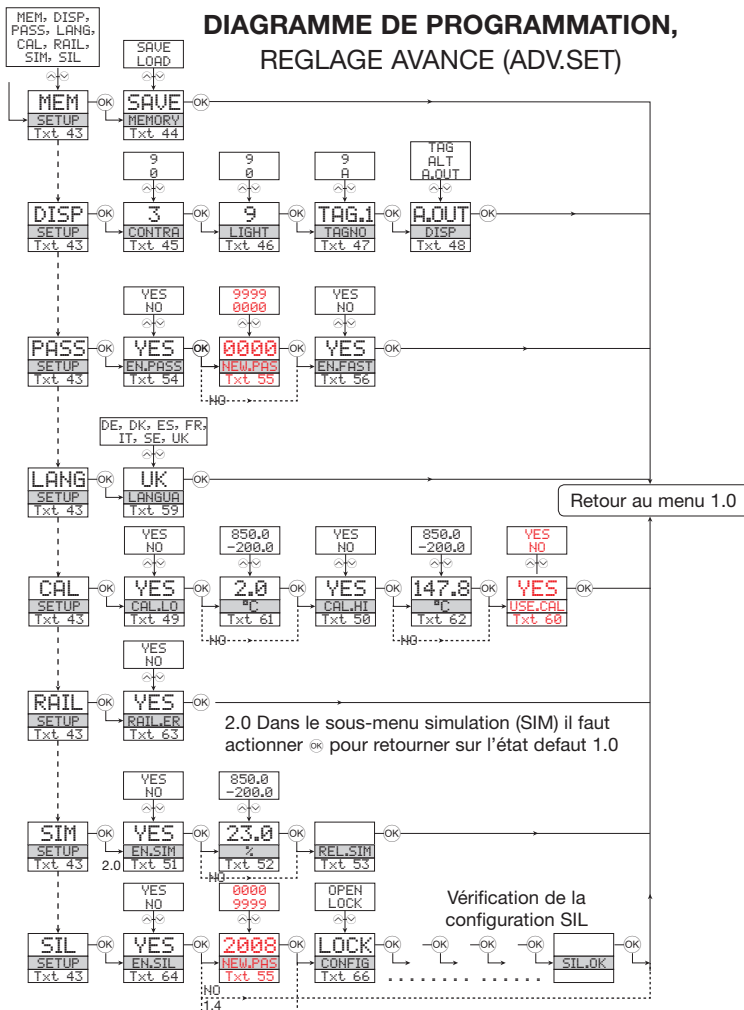 DIAGRAMME DE PROGRAMMATION,
REGLAGE AVANCE (ADV.SET)
MEM, DISP,
PASS, LANG,
CAL, RAIL,
SIM, SIL
SAVE
LOAD
MEM OK SAVE OK
SETUP MEMORY
Txt 43 Txt 44
9 9 9 TAG
0 0 A ALT
A.OUT
DISP OK 3 OK 9 OK TAG.1 OK A.OUT OK
SETUP CONTRA LIGHT TAGNO DISP
Txt 43 Txt 45 Txt 46 Txt 47 Txt 48
YES 9999 YES
NO 0000 NO
PASS OK YES OK 0000 OK YES OK
SETUP EN.PASS NEW.PAS EN.FAST
Txt 43 Txt 54 Txt 55 Txt 56
NO
DE, DK, ES, FR,
IT, SE, UK
LANG OK UK OK
SETUP LANGUA
Txt 43 Txt 59
Retour au menu 1.0
YES 850.0 YES 850.0 YES
NO -200.0 NO -200.0 NO
CAL OK YES OK 2.0 OK YES OK 147.8 OK YES OK
SETUP CAL.LO °C CAL.HI °C USE.CAL
Txt 43 Txt 49 Txt 61 Txt 50 Txt 62 Txt 60
NO NO
YES
NO
RAIL OK YES OK
SETUP RAIL.ER
Txt 43 Txt 63
2.0 Dans le sous-menu simulation (SIM) il faut
actionner OK pour retourner sur l'état defaut 1.0
YES 850.0
NO -200.0
SIM OK YES OK 23.0 OK OK
SETUP EN.SIM % REL.SIM
Txt 43 2.0 Txt 51 Txt 52 Txt 53
NO
YES 0000 OPEN
NO 9999 LOCK
Vérification de la
configuration SIL
SIL OK YES OK 2008 OK LOCK OK OK OK OK OK
SETUP EN.SIL NEW.PAS CONFIG SIL.OK
Txt 43 Txt 64 Txt 55 Txt 66
NO
1.4